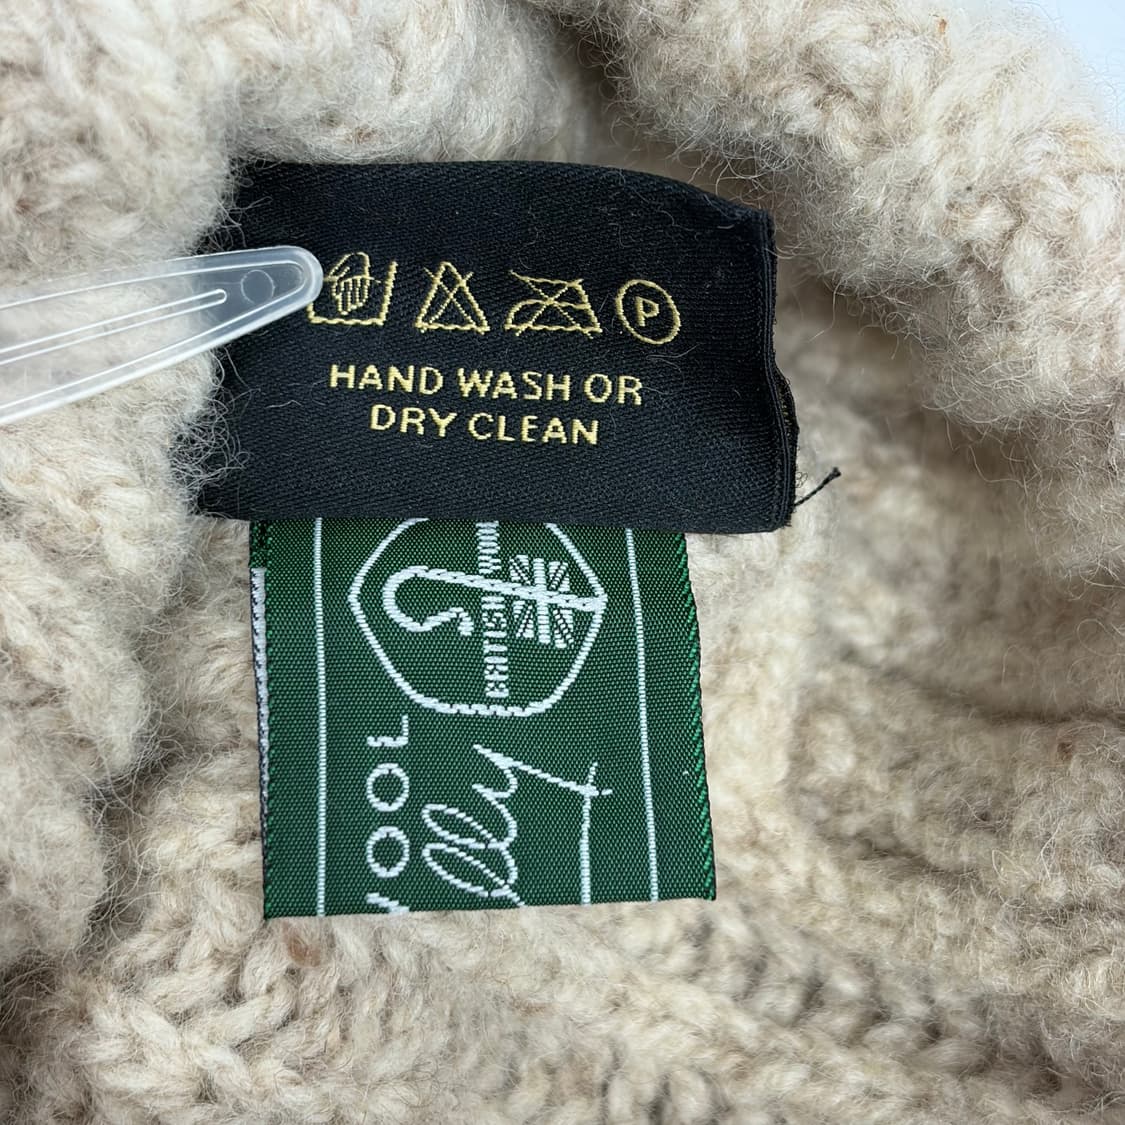 P
HAND WASH OR
DRY CLEAN
BRITISH WOOL